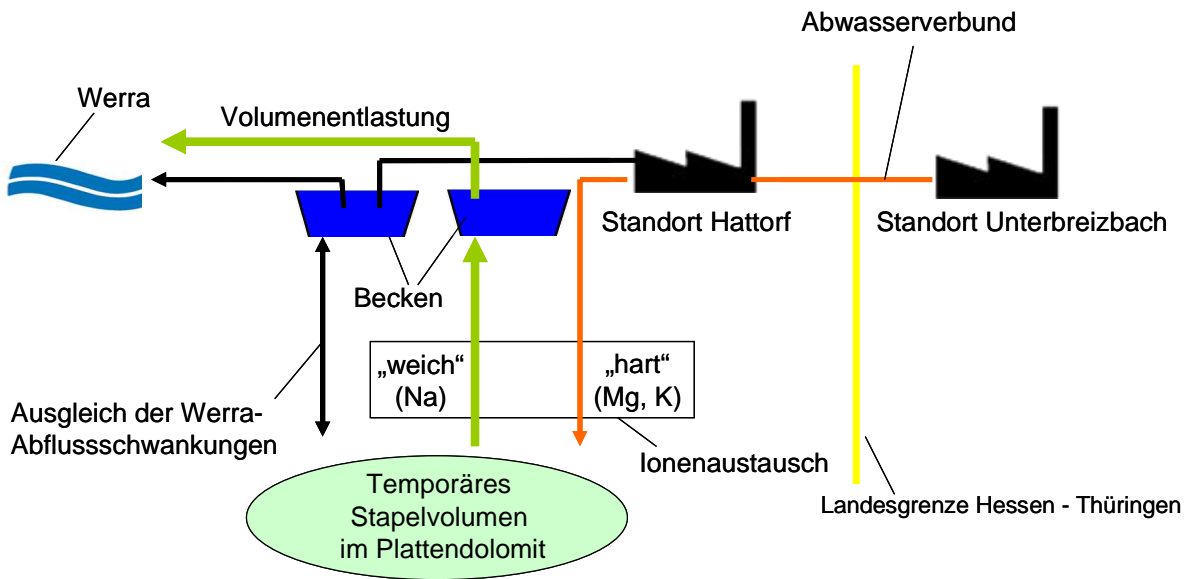 Abwasserverbund
Werra
Volumenentlastung
Standort Hattorf
Standort Unterbreizbach
Becken
„weich“
(Na)
„hart“
(Mg, K)
Ausgleich der Werra-
Abflussschwankungen
Ionenaustausch
Temporäres
Stapelvolumen
im Plattendolomit
Landesgrenze Hessen - Thüringen